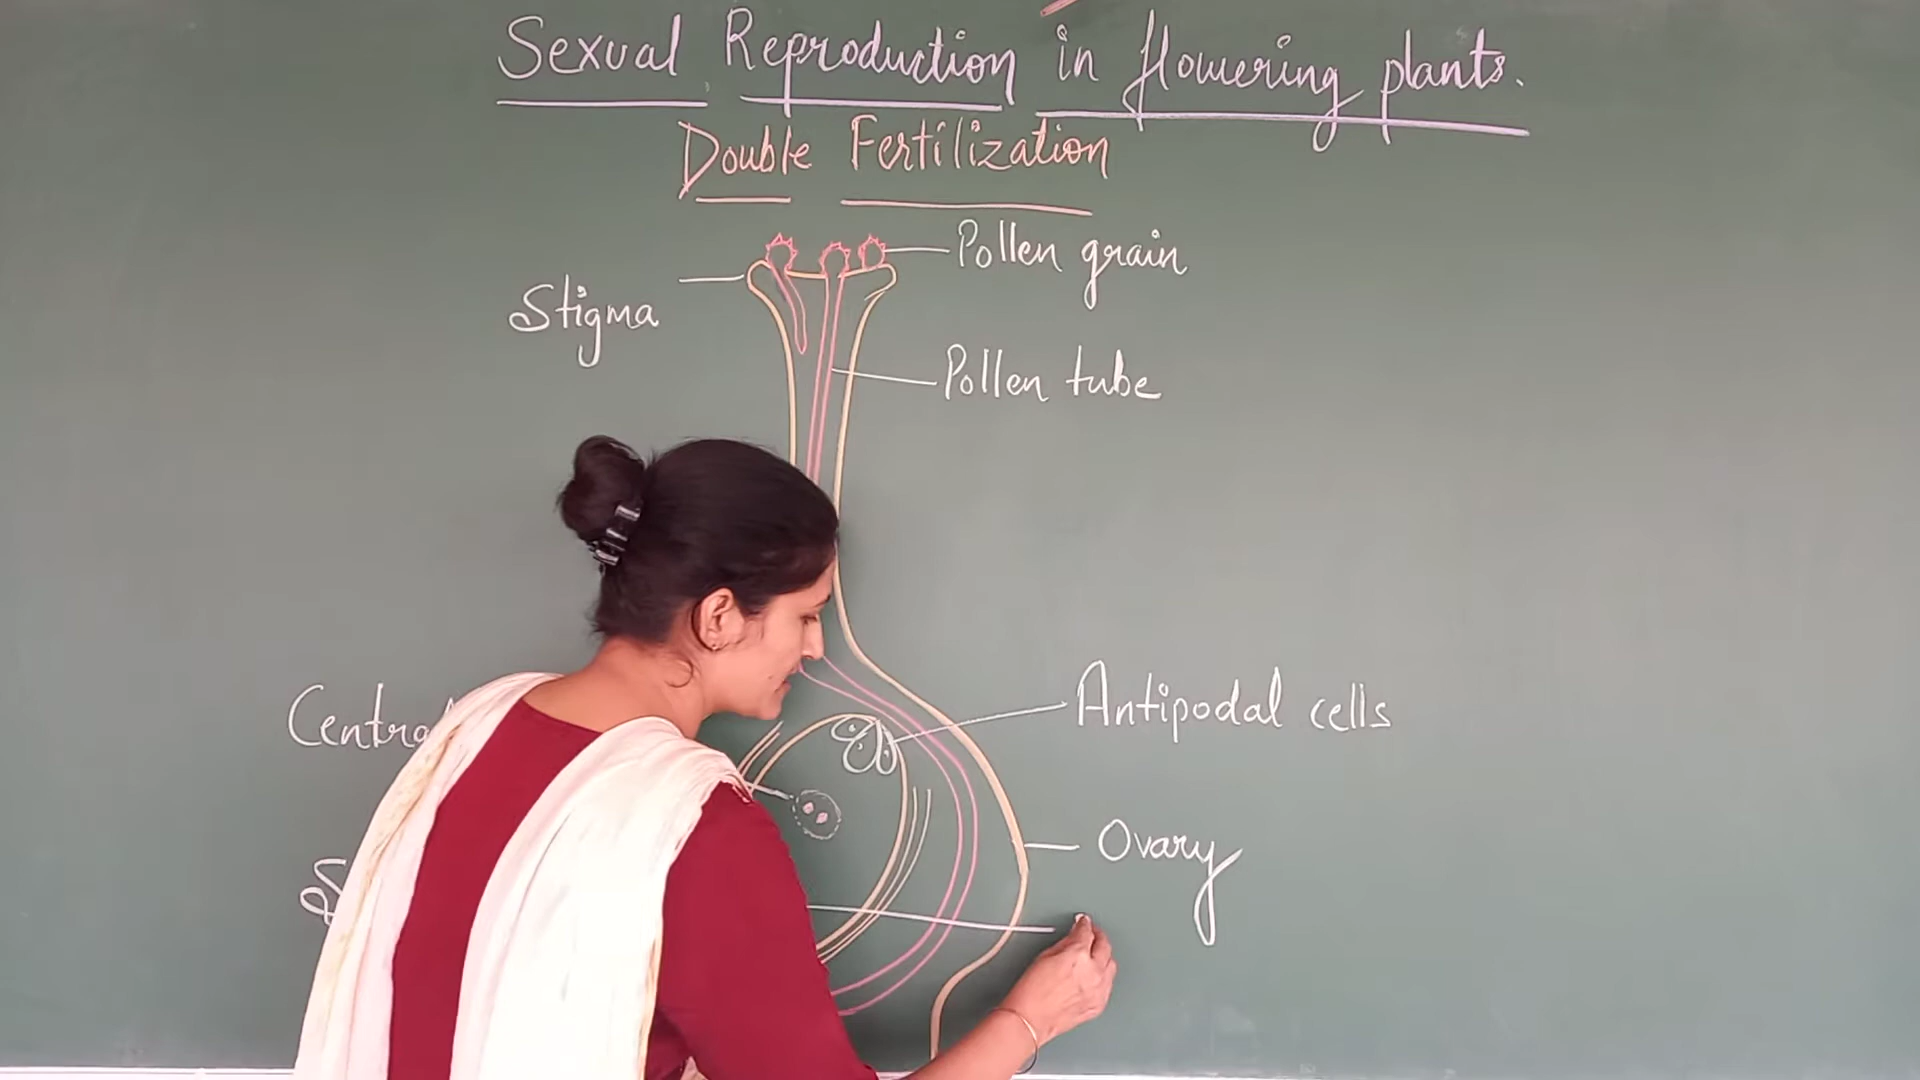 Sexual Reproduction in flowering plants.
Double Fertilization
Pollen grain
Stigma
Pollen tube
Antipodal cells
Ovary